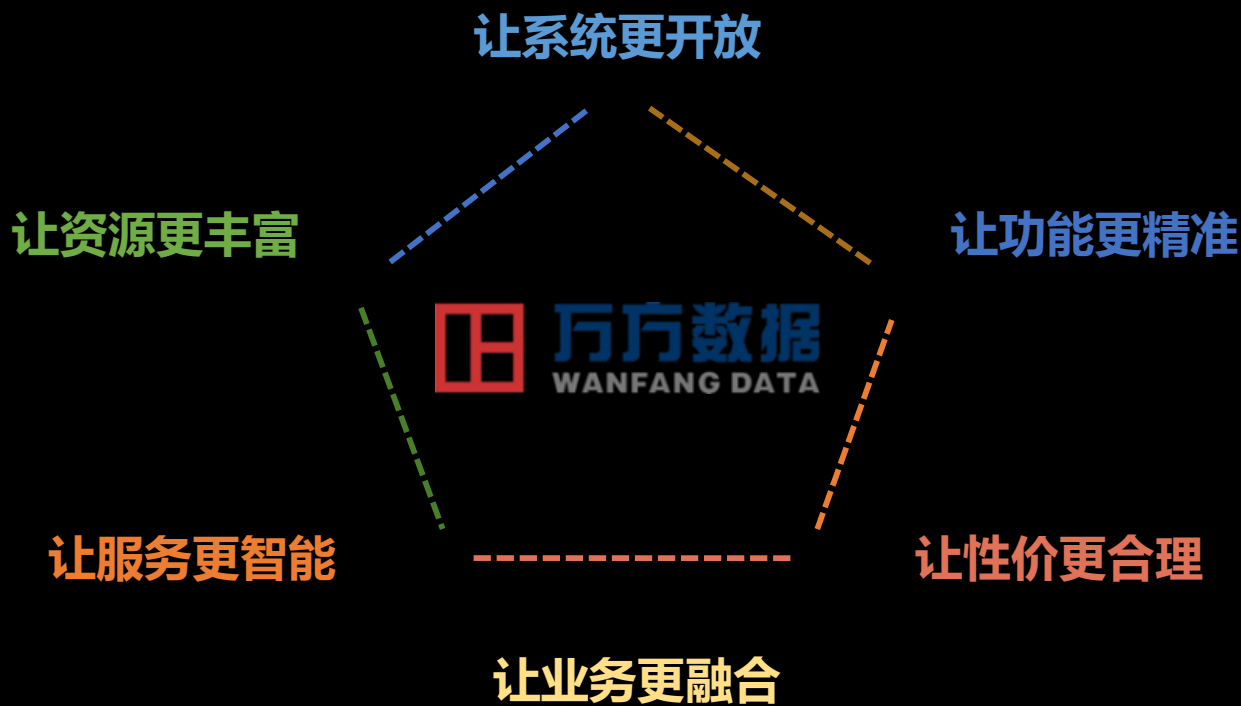 让系统更开放
让资源更丰富
让功能更精准
万方数据
WANFANG DATA
让服务更智能
让性价更合理
让业务更融合